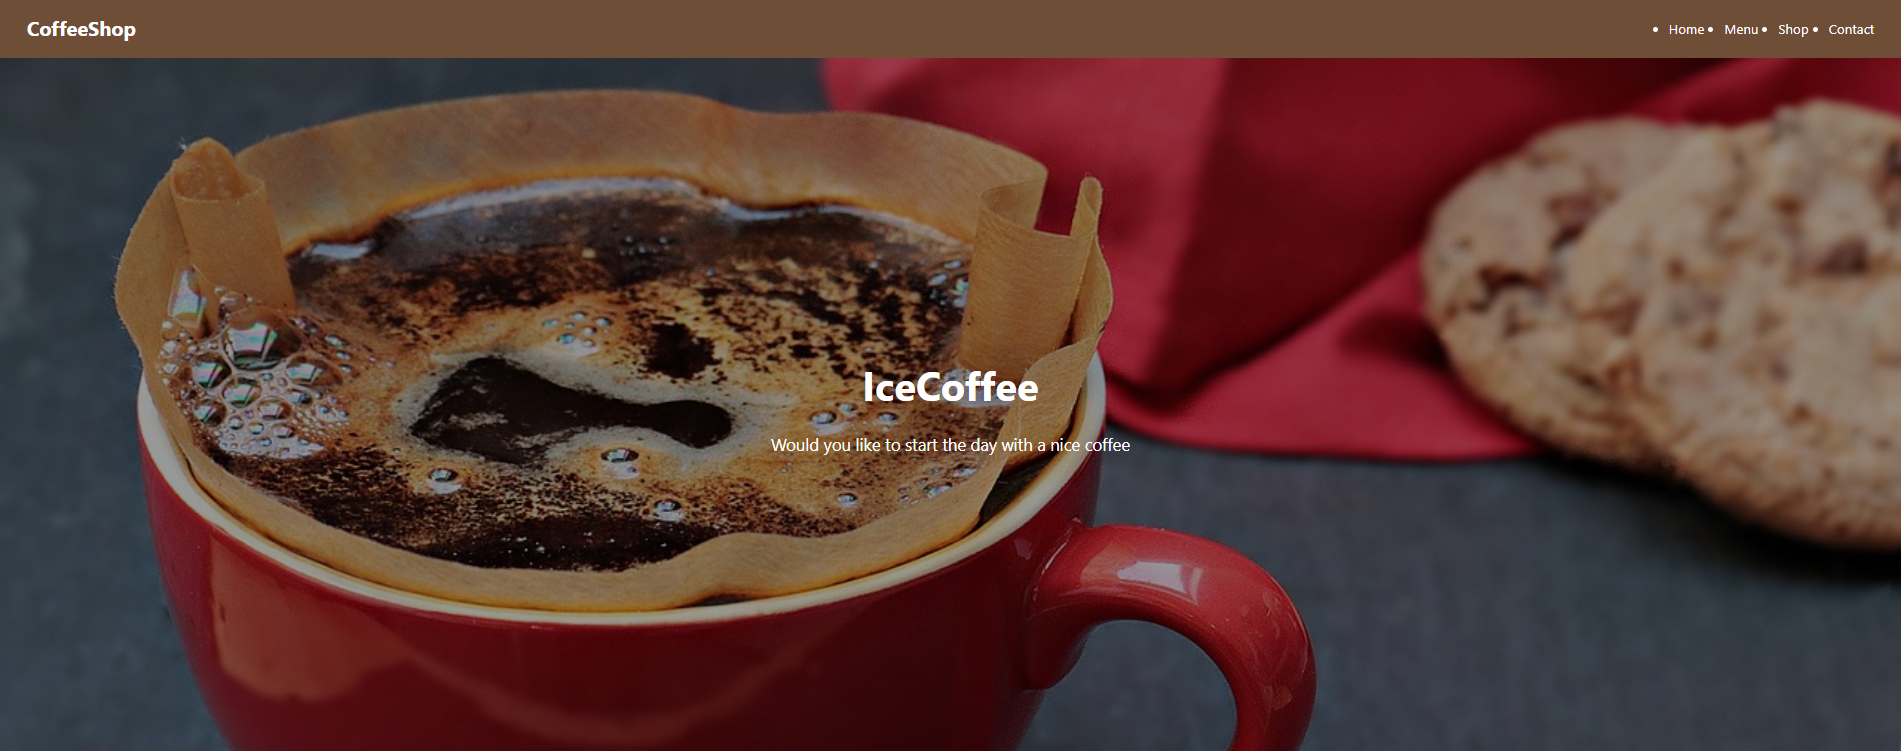 CoffeeShop
• Home • Menu • Shop • Contact
IceCoffee
Would you like to start the day with a nice coffee